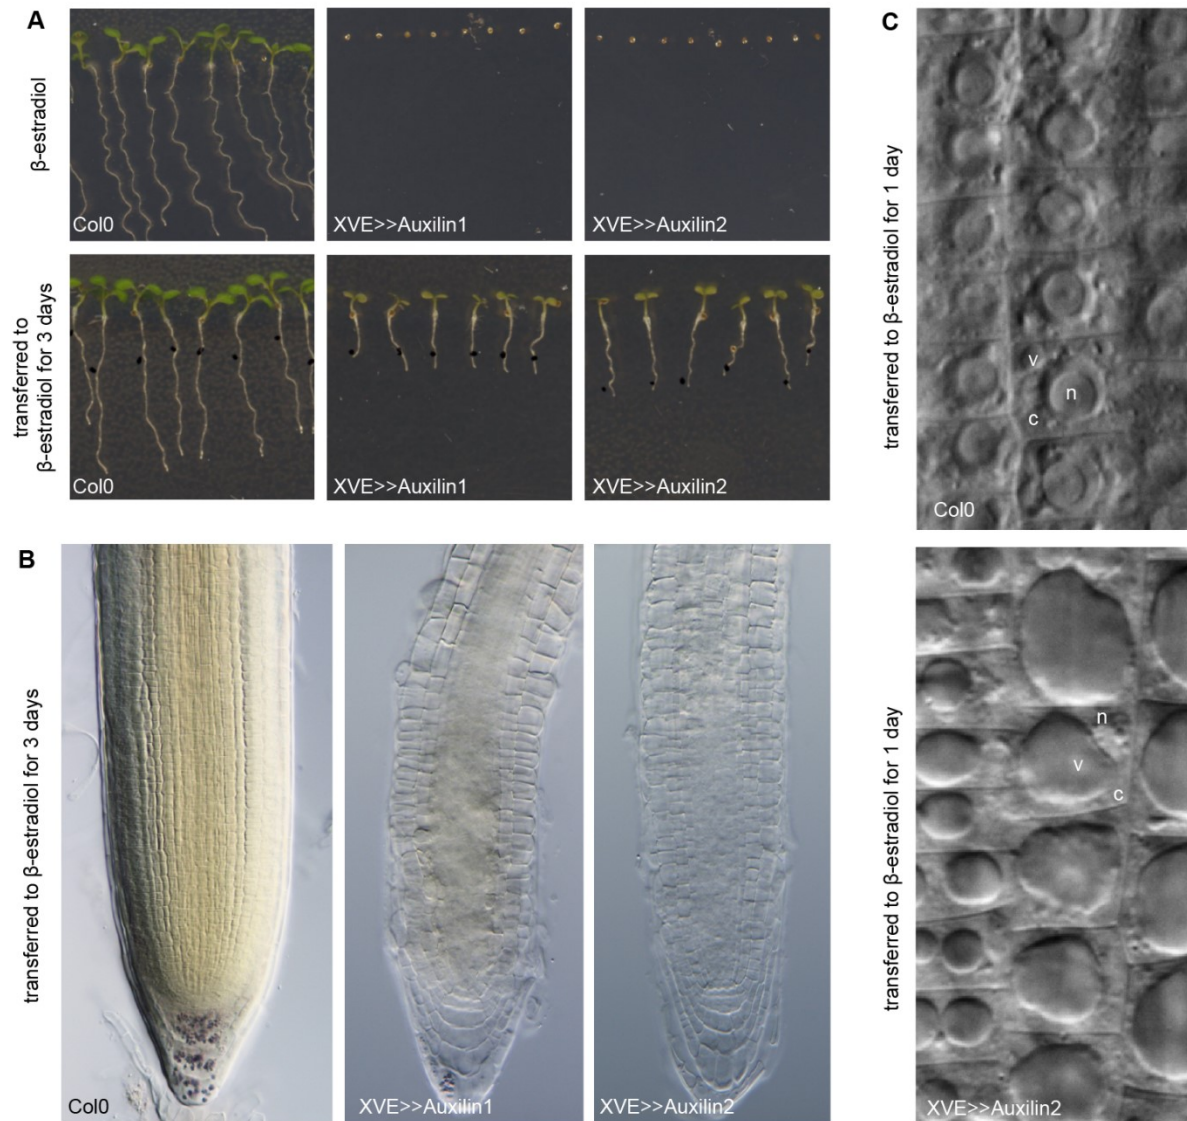 A
β-estradiol
Col0
XVE>>Auxilin1
XVE>>Auxilin2
transferred to
β-estradiol for 3 days
Col0
XVE>>Auxilin1
XVE>>Auxilin2
B
transferred to β-estradiol for 3 days
Col0
XVE>>Auxilin1
XVE>>Auxilin2
C
transferred to β-estradiol for 1 day
v
n
c
Col0
transferred to β-estradiol for 1 day
n
v
c
XVE>>Auxilin2